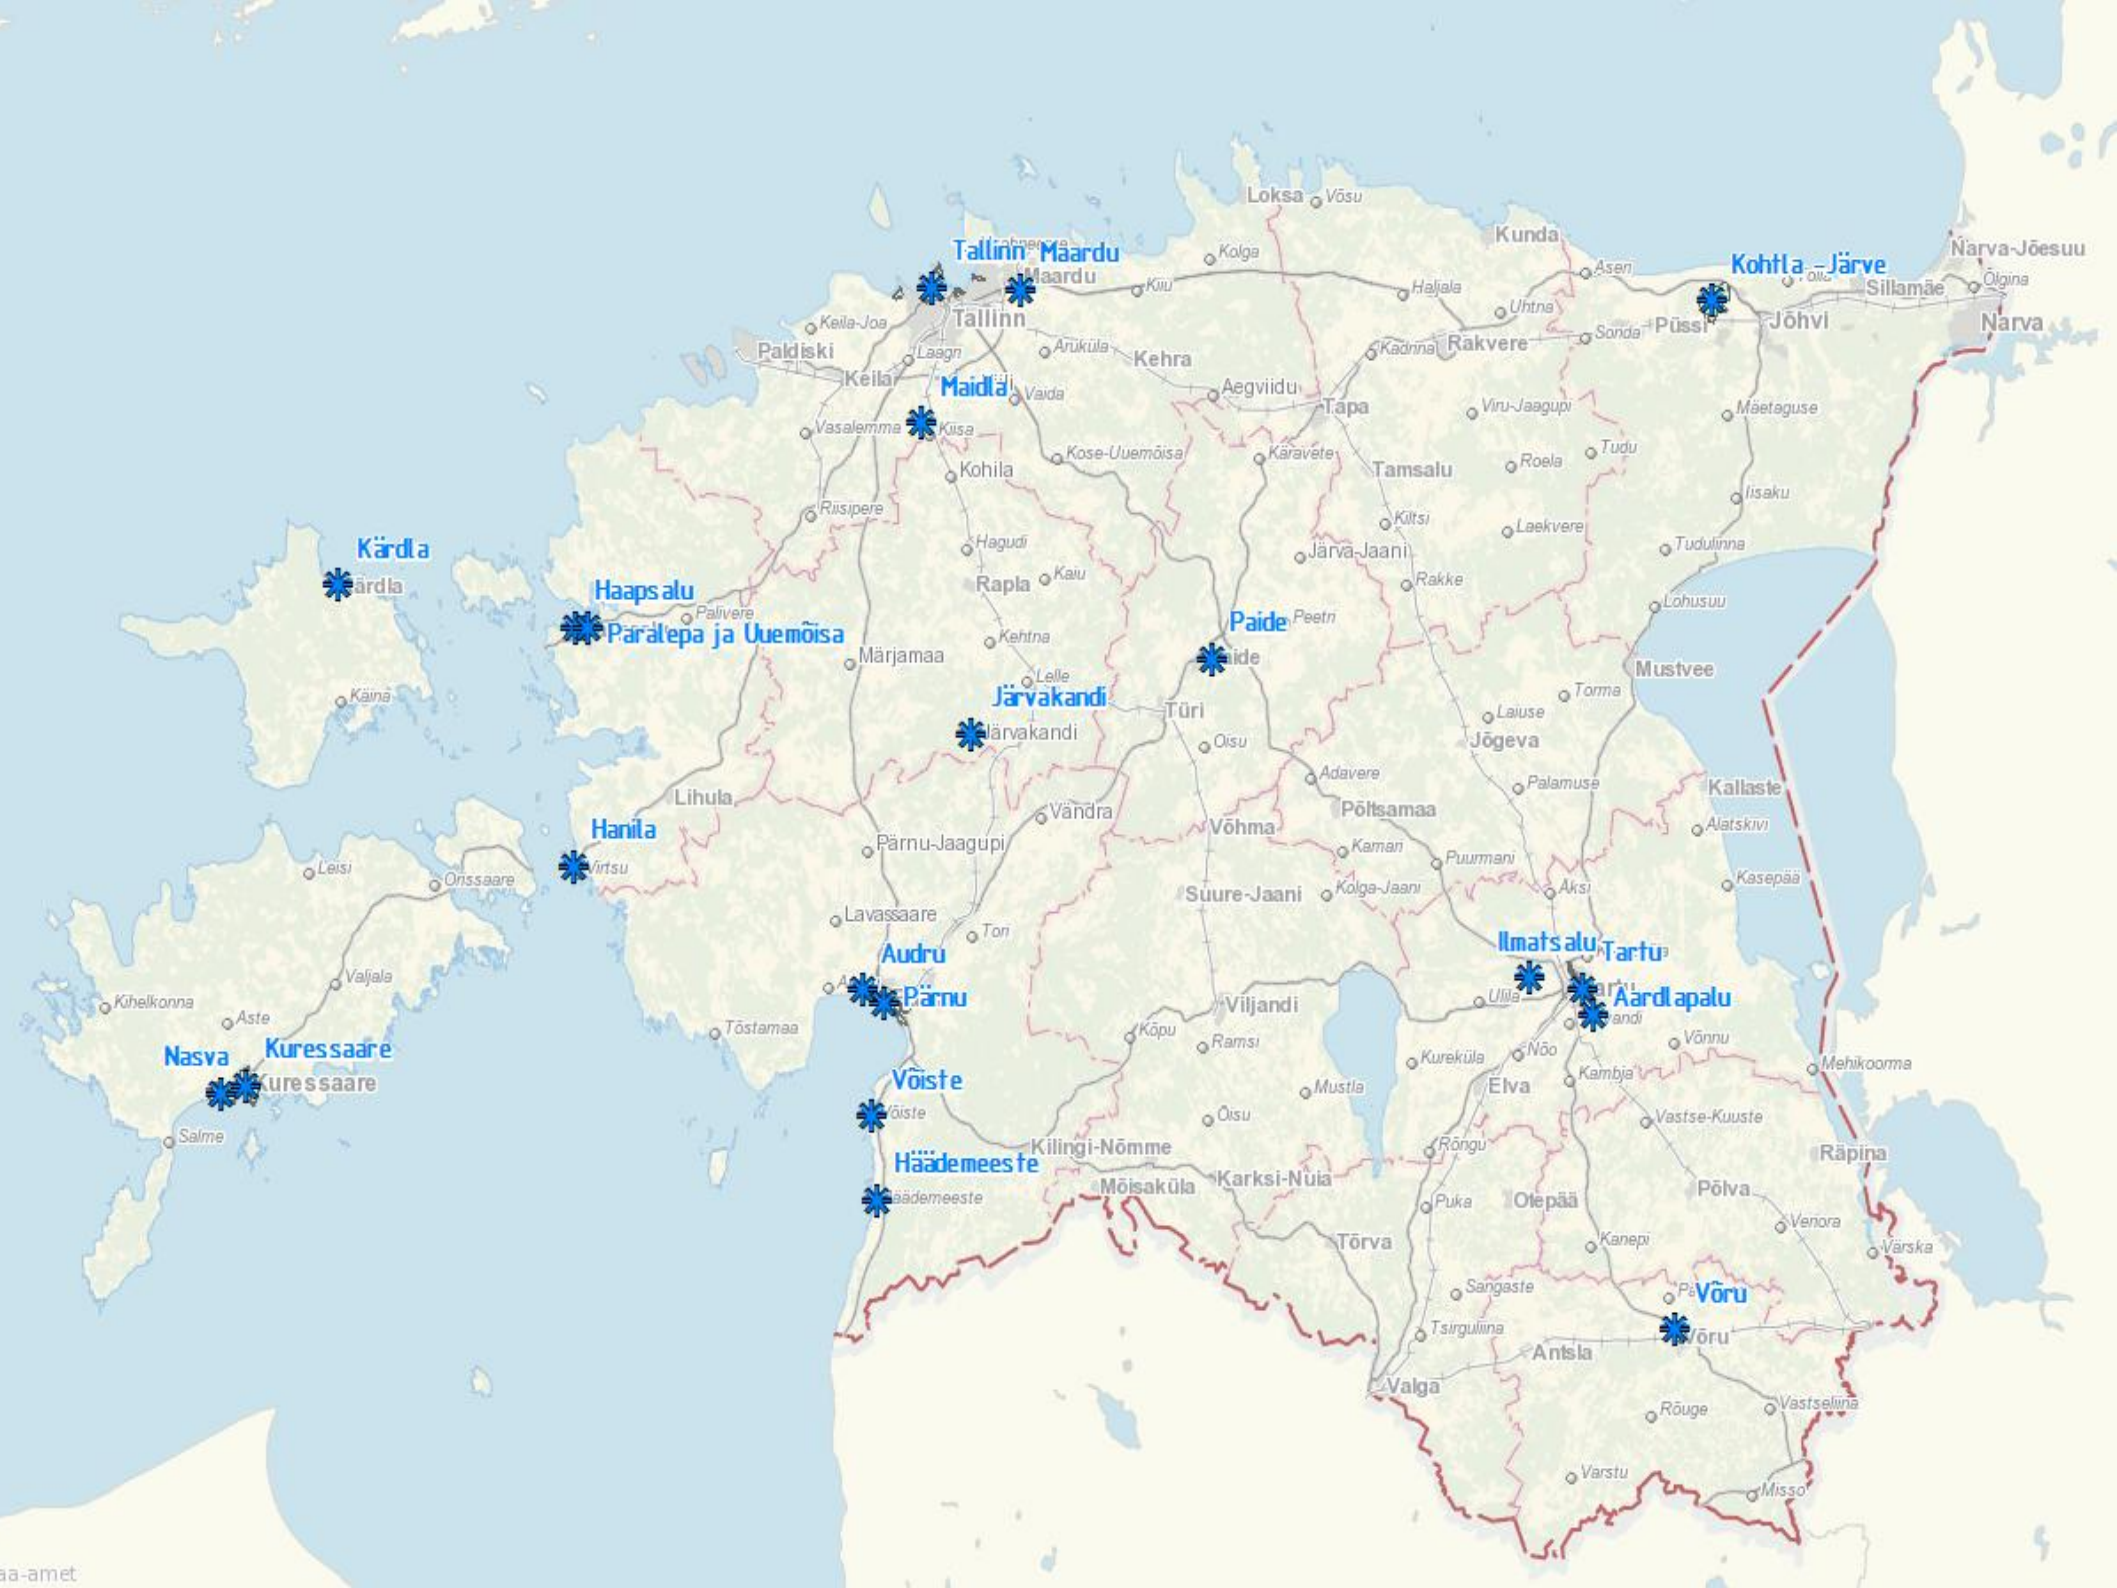 Loksa
Võsu
Kunda
Kolga
Narva-Jõesuu
Tallinn
Maardu
Maardu
Aseri
Kohtla -Järve
Sillamäe
Olgina
Kiiu
Haljala
Uhtna
Keila-Joa
Tallinn
Püssi
Jõhvi
Narva
Sonda
Paldiski
Laagri
Aruküla
Kehra
Kadrina
Rakvere
Keila
Maidla
Vaida
Aegviidu
Tapa
Viru-Jaagupi
Mäetaguse
Vasalemma
Kiisa
Kose-Uuemõisa
Käravete
Tudu
Kohila
Tamsalu
Roela
Iisaku
Riisipere
Kiltsi
Laekvere
Kärdla
Hagudi
Järva-Jaani
Tudulinna
Haapsalu
Rapla
Kaiu
Rakke
Palivere
Lohusuu
Paralepa ja Uuemõisa
Kehtna
Paide
Peetri
Märjamaa
Lelle
Mustvee
Käina
Järvakandi
Torma
Järvakandi
Türi
Laiuse
Oisu
Jõgeva
Adavere
Palamuse
Lihula
Vändra
Põltsamaa
Kallaste
Hanila
Võhma
Alatskivi
Pärnu-Jaagupi
Kamari
Puurmani
Virtsu
Leisi
Orissaare
Suure-Jaani
Kolga-Jaani
Aksi
Kasepää
Lavassaare
Tori
Audru
Ilmatsalu
Tartu
Valjala
Pärnu
Aardlapalu
Kihelkonna
Ulila
Aste
Viljandi
Tõstamaa
Kõpu
Ramsi
Võnnu
Nasva
Kuressaare
Kureküla
Nõo
Mehikoorma
Kuressaare
Võiste
Elva
Kambja
Mustla
Võiste
Õisu
Vastse-Kuuste
Salme
Kilingi-Nõmme
Rõngu
Räpina
Häädemeeste
Karksi-Nuia
Mõisaküla
Häädemeeste
Puka
Otepää
Põlva
Veriora
Tõrva
Kanepi
Värska
Sangaste
Võru
Tsirguliina
Võru
Antsla
Valga
Rõuge
Vastseliina
Varstu
Misso
aa-amet